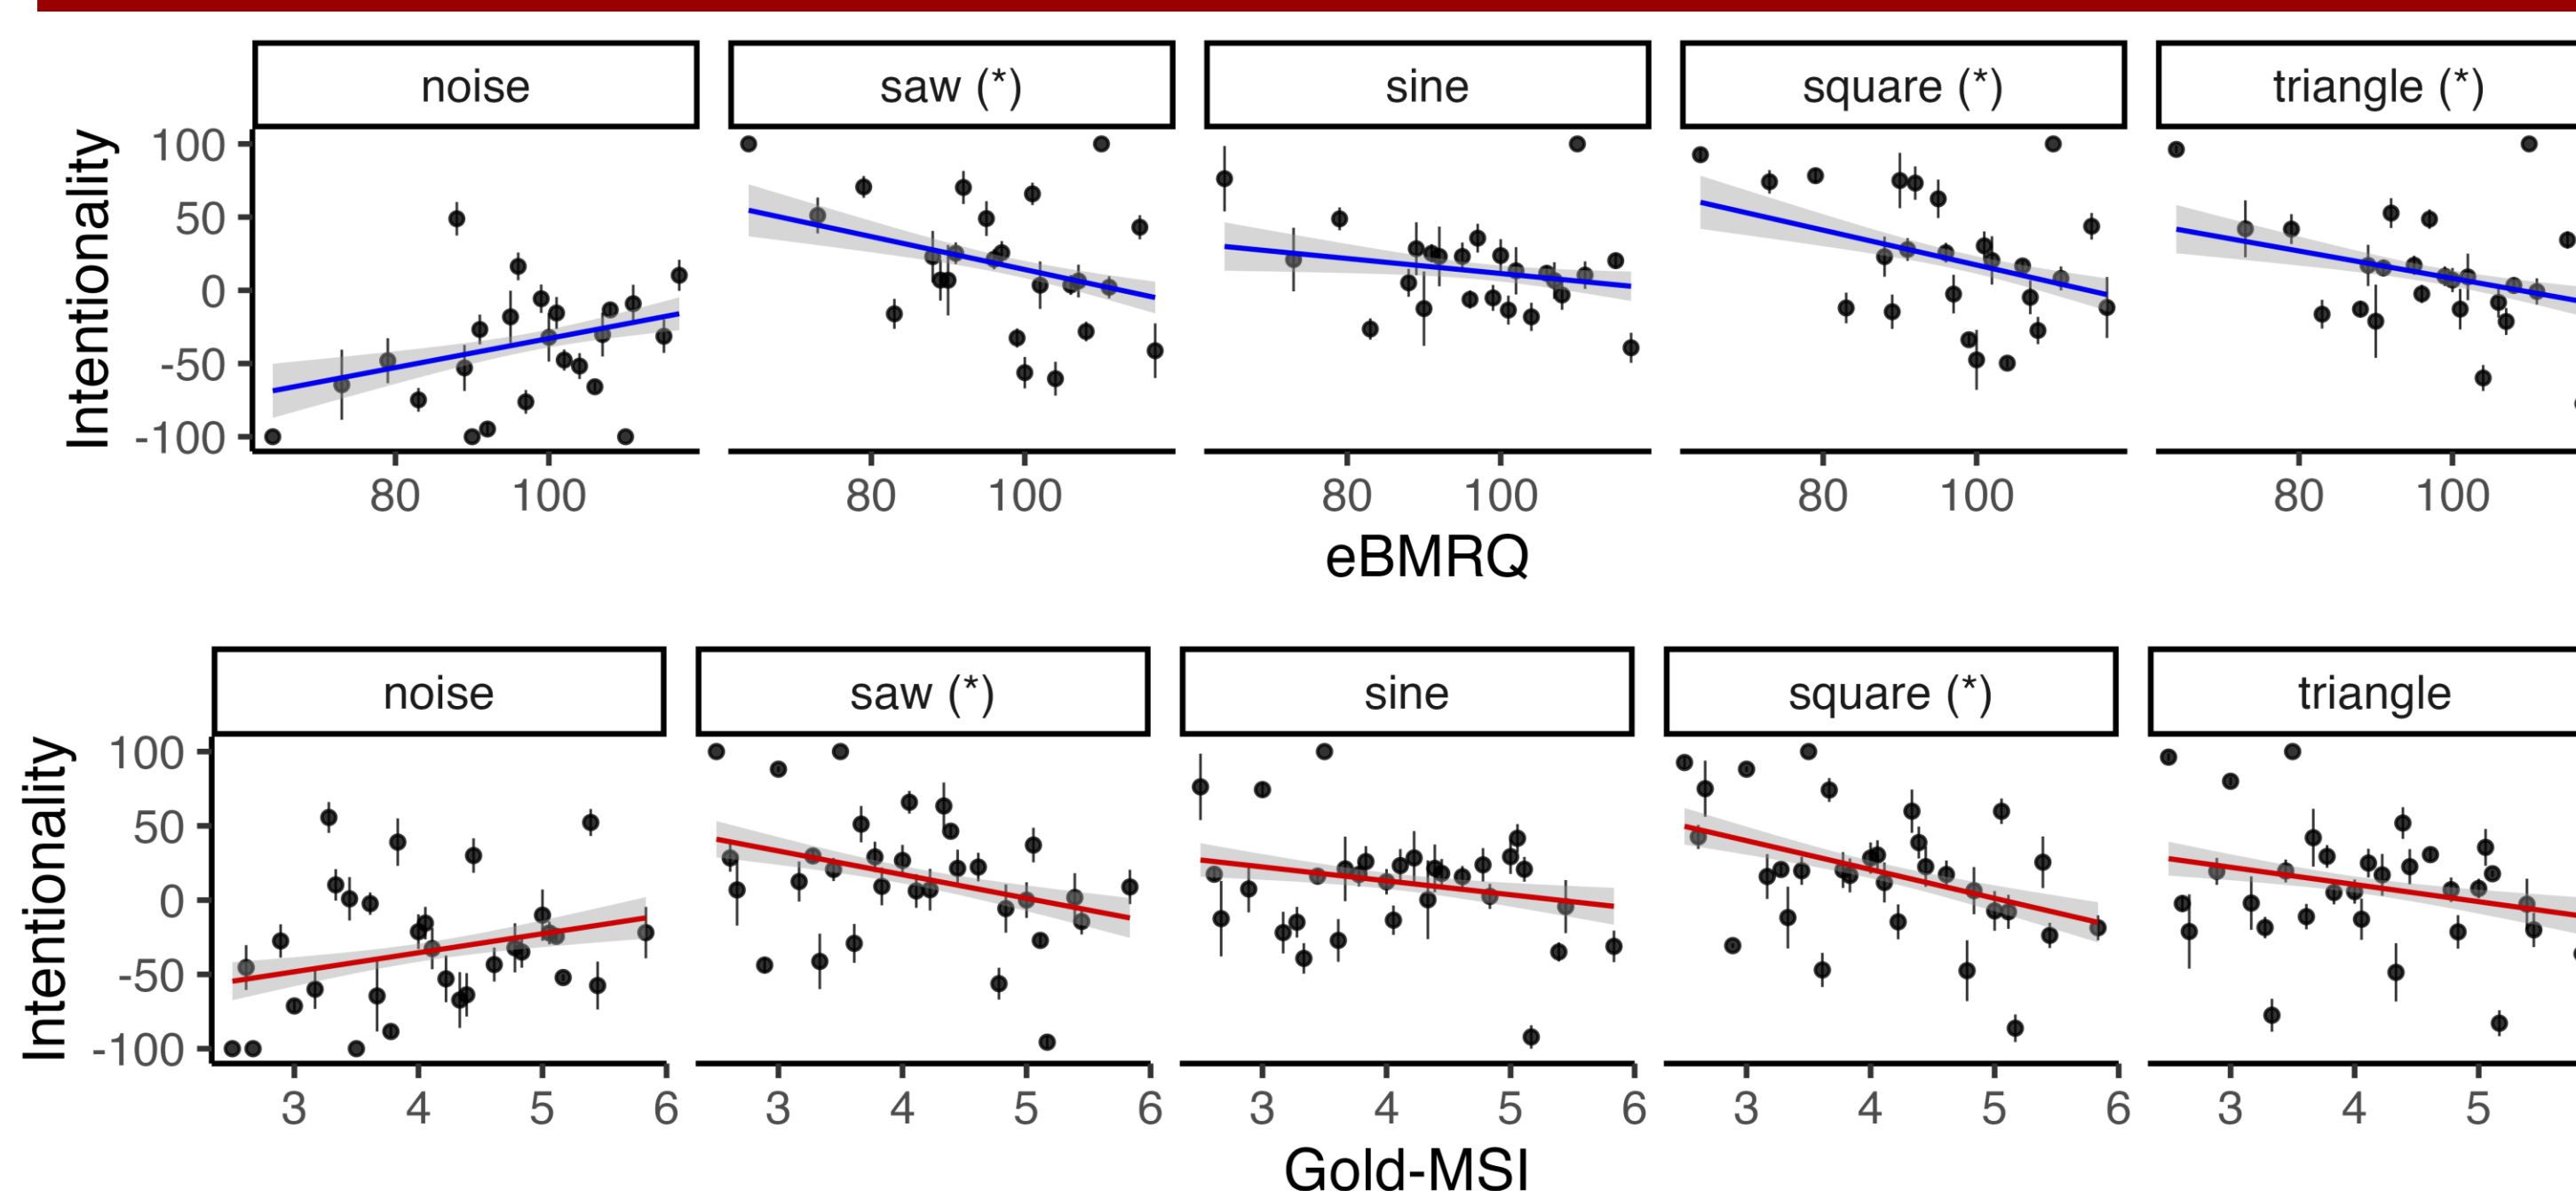 noise saw (*) sine square (*) triangle (*)
Intentionality
100
50
0
-50
-100
80 100 80 100 80 100 80 100 80 100
eBMRQ
noise saw (*) sine square (*) triangle
Intentionality
100
50
0
-50
-100
3 4 5 6 3 4 5 6 3 4 5 6 3 4 5 6 3 4 5
Gold-MSI